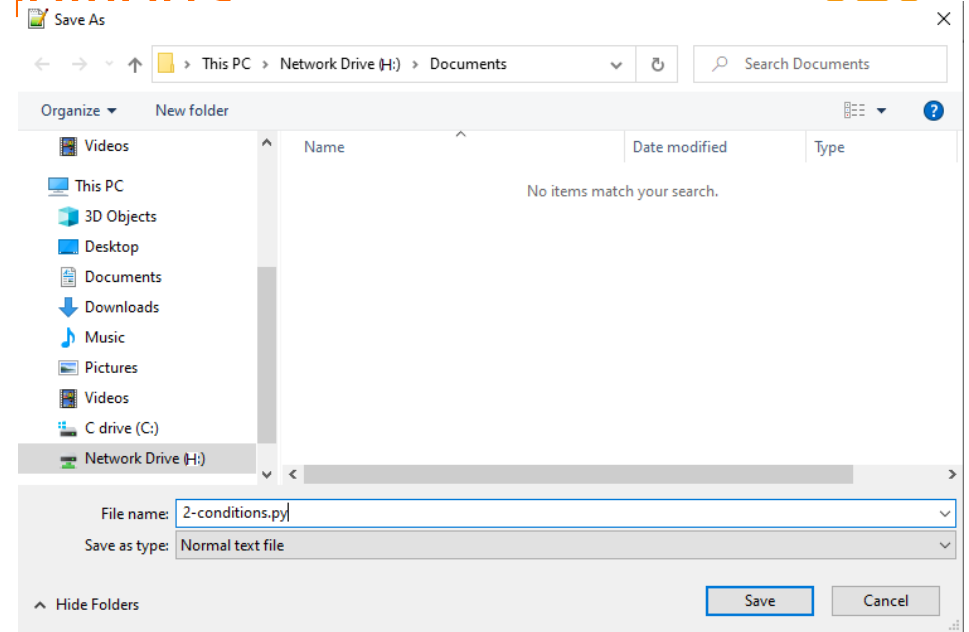 Save As
This PC > Network Drive (H:) > Documents
Search Documents
Organize
New folder
?
Videos
Name
Date modified
Type
This PC
No items match your search.
3D Objects
Desktop
Documents
Downloads
Music
Pictures
Videos
C drive (C:)
Network Drive (H:)
File name: 2-conditions.py
Save as type: Normal text file
Hide Folders
Save
Cancel